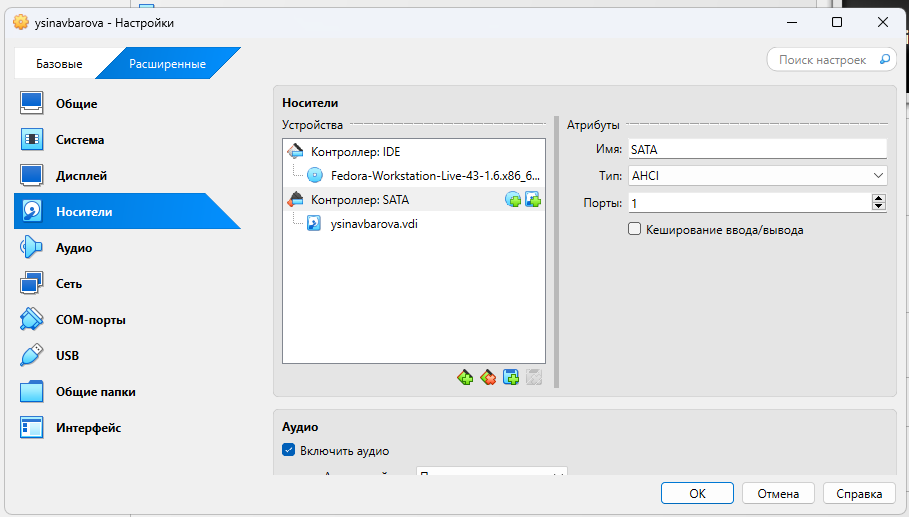 ysinavbarova - Настройки
Базовые
Расширенные
Поиск настроек
Общие
Система
Дисплей
Носители
Аудио
Сеть
COM-порты
USB
Общие папки
Интерфейс
Носители
Устройства
Контроллер: IDE
Fedora-Workstation-Live-43-1.6.x86_6...
Контроллер: SATA
ysinavbarova.vdi
Атрибуты
Имя: SATA
Тип: AHCI
Порты: 1
Кеширование ввода/вывода
Аудио
Включить аудио
OK
Отмена
Справка